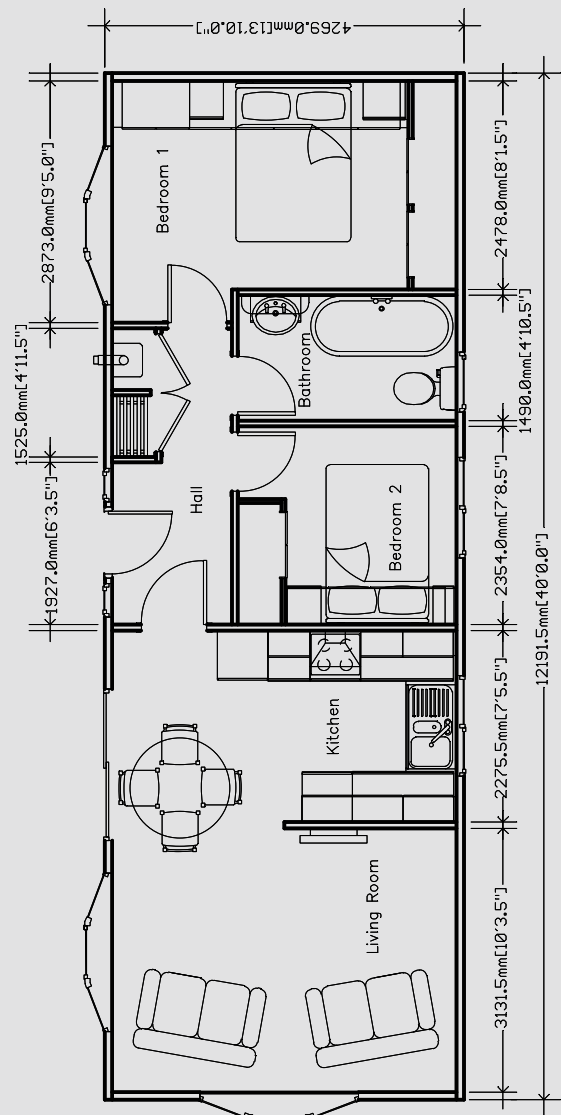 4269.0mm[13'10.0"]
2873.0mm[9'5.0"]
1525.0mm[4'11.5"]
1927.0mm[6'3.5"]
Bedroom 1
Bathroom
Hall
Bedroom 2
Kitchen
Living Room
2478.0mm[8'1.5"]
1490.0mm[4'10.5"]
2354.0mm[7'8.5"]
2275.5mm[7'5.5"]
3131.5mm[10'3.5"]
12191.5mm[40'0.0"]